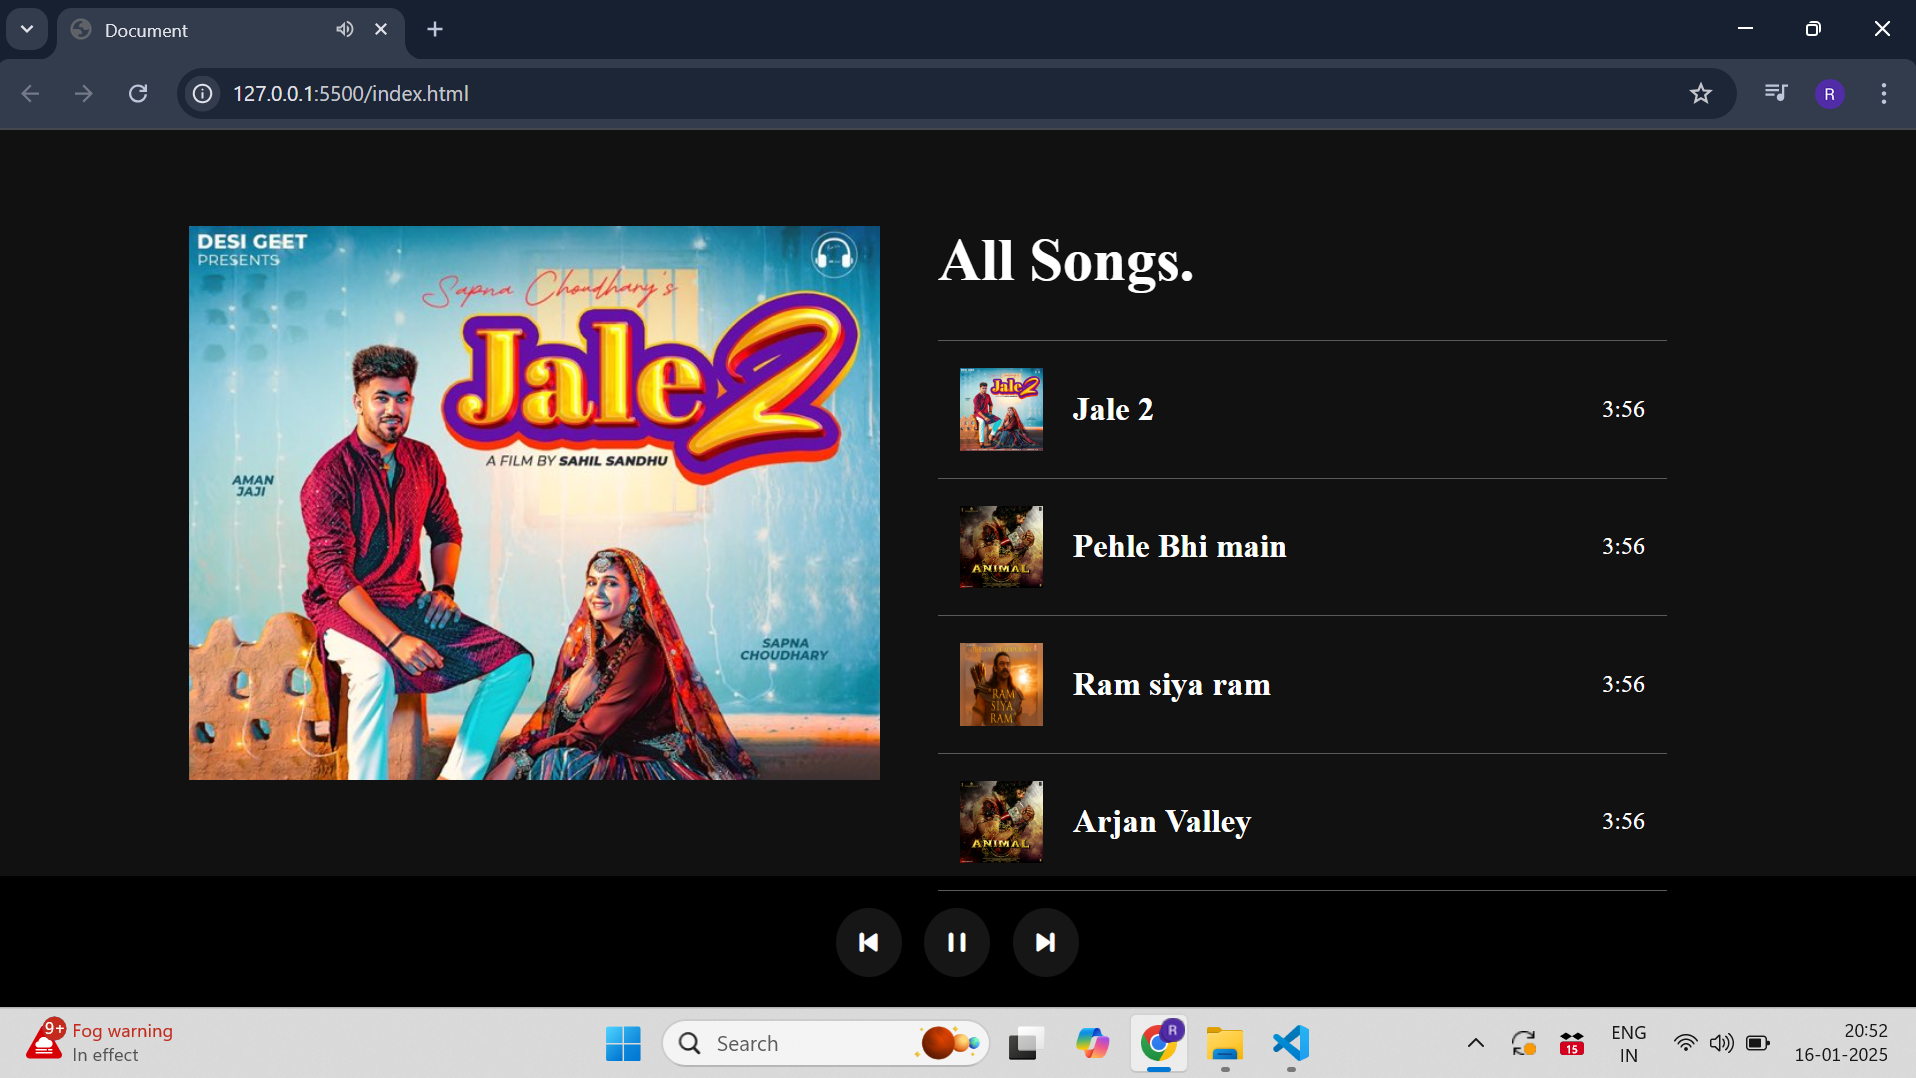 Document
127.0.0.1:5500/index.html
R
DESI GEET
PRESENTS
Sapna Choudhary's
Jale 2
A FILM BY SAHIL SANDHU
AMAN
JAJI
SAPNA
CHOUDHARY
All Songs.
Jale 2
Jale 2
3:56
ANIMAL
Pehle Bhi main
3:56
RAM
SIYA
RAM
Ram siya ram
3:56
ANIMAL
Arjan Valley
3:56
9+
Fog warning
In effect
Search
R
15
ENG
IN
20:52
16-01-2025